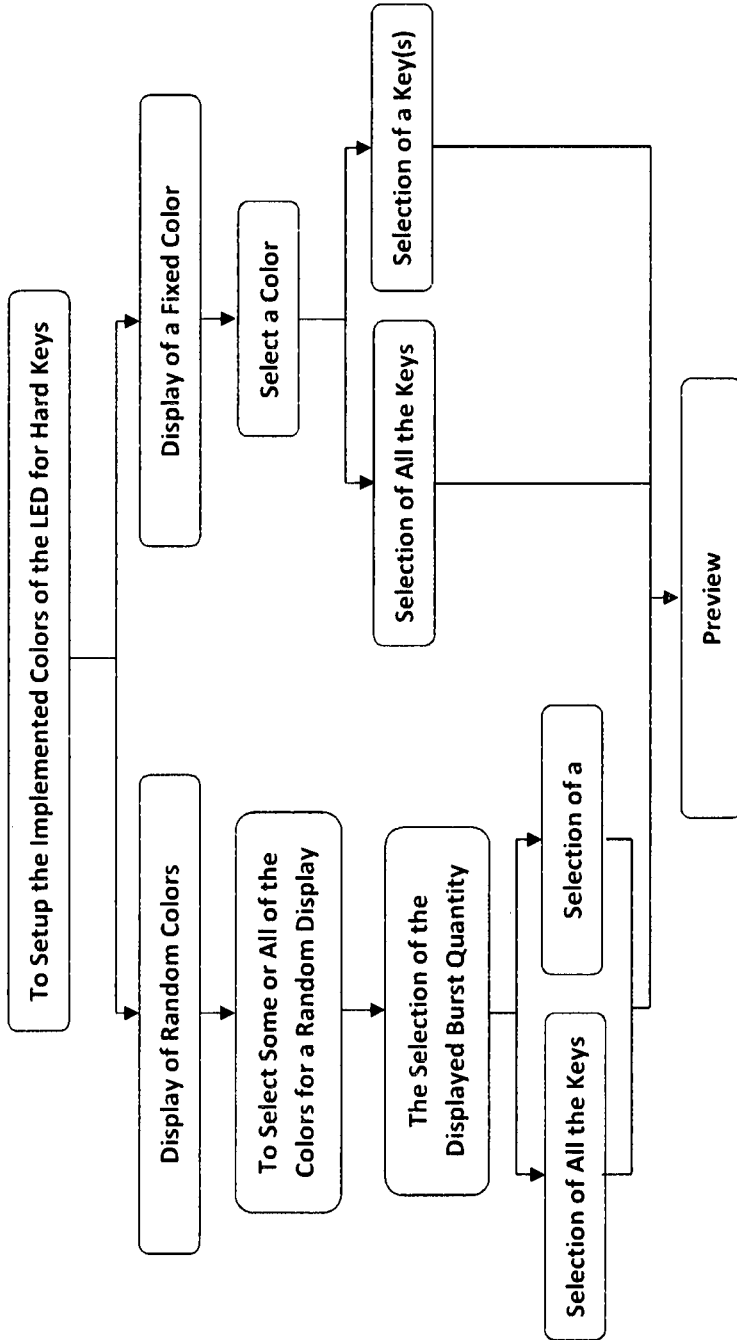 To Setup the Implemented Colors of the LED for Hard Keys
Display of Random Colors
To Select Some or All of the
Colors for a Random Display
The Selection of the
Displayed Burst Quantity
Selection of All the Keys
Selection of a
Display of a Fixed Color
Select a Color
Selection of All the Keys
Selection of a Key(s)
Preview